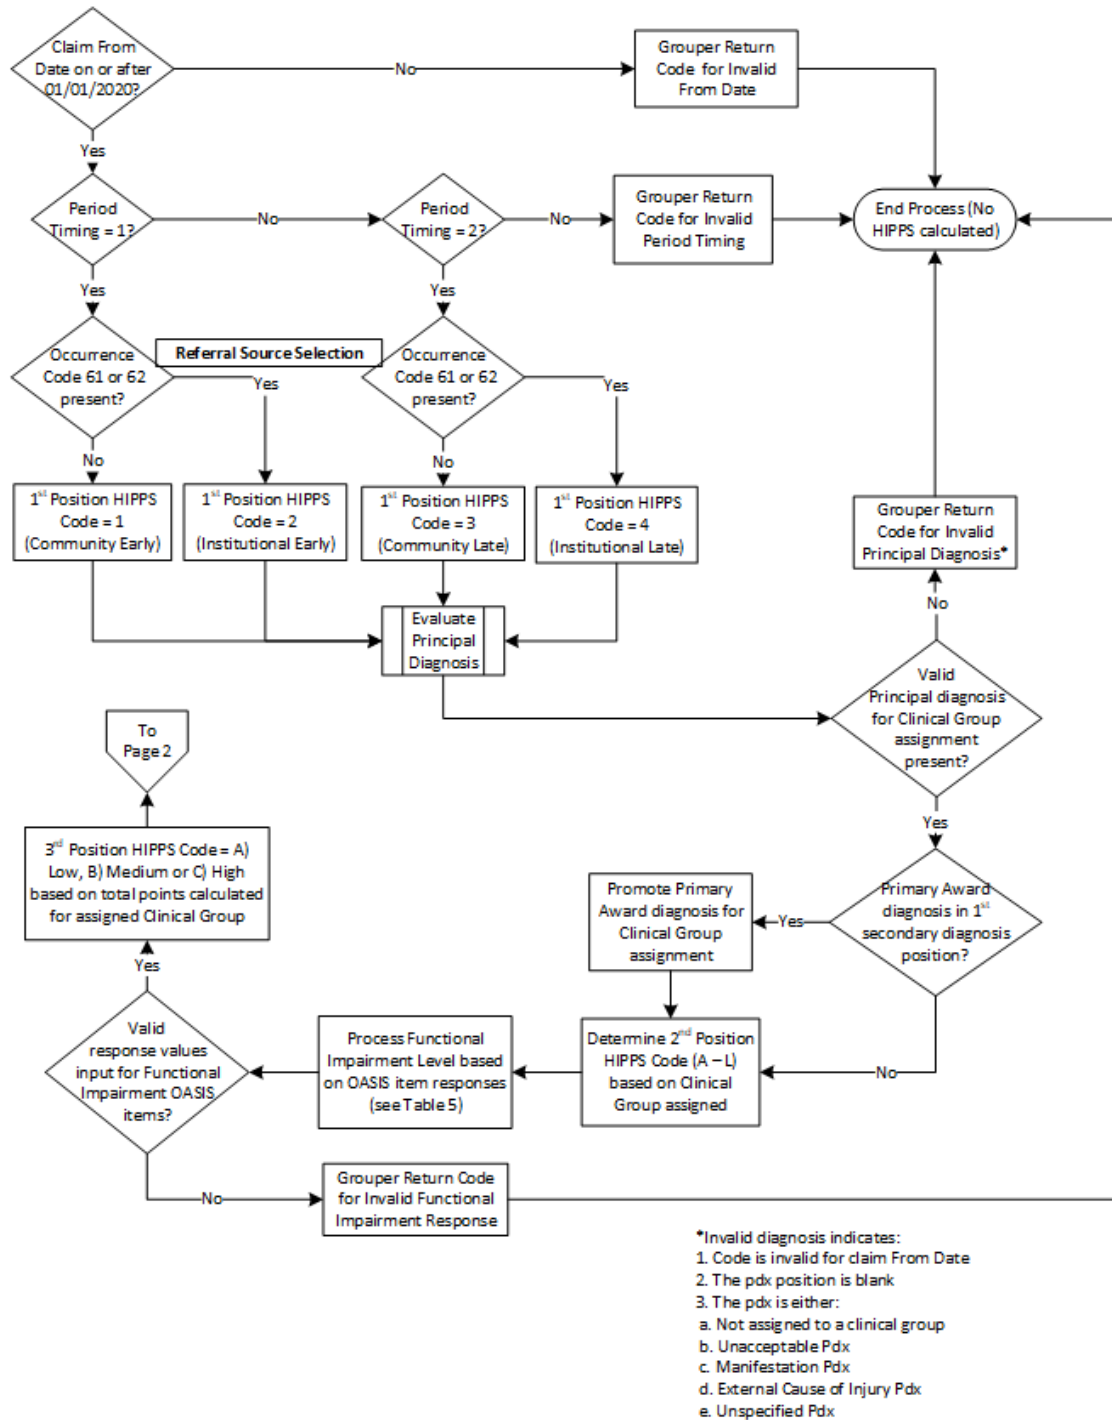 Claim From
Date on or after
01/01/2020?
No
Grouper Return
Code for Invalid
From Date
Yes
Period
Timing = 1?
No
Period
Timing = 2?
No
Grouper Return
Code for Invalid
Period Timing
End Process (No
HIPPS calculated)
Yes
Yes
Occurrence
Code 61 or 62
present?
Referral Source Selection
Yes
Occurrence
Code 61 or 62
present?
Yes
No
No
1st Position HIPPS
Code = 1
(Community Early)
1st Position HIPPS
Code = 2
(Institutional Early)
1st Position HIPPS
Code = 3
(Community Late)
1st Position HIPPS
Code = 4
(Institutional Late)
Grouper Return
Code for Invalid
Principal Diagnosis*
No
Evaluate
Principal
Diagnosis
Valid
Principal diagnosis
for Clinical Group
assignment
present?
Yes
To
Page 2
3rd Position HIPPS Code = A)
Low, B) Medium or C) High
based on total points calculated
for assigned Clinical Group
Yes
Promote Primary
Award diagnosis for
Clinical Group
assignment
Yes
Primary Award
diagnosis in 1st
secondary diagnosis
position?
No
Valid
response values
input for Functional
Impairment OASIS
items?
Process Functional
Impairment Level based
on OASIS item responses
(see Table 5)
Determine 2nd Position
HIPPS Code (A – L)
based on Clinical
Group assigned
No
Grouper Return Code
for Invalid Functional
Impairment Response
*Invalid diagnosis indicates:
1. Code is invalid for claim From Date
2. The pdx position is blank
3. The pdx is either:
a. Not assigned to a clinical group
b. Unacceptable Pdx
c. Manifestation Pdx
d. External Cause of Injury Pdx
e. Unspecified Pdx